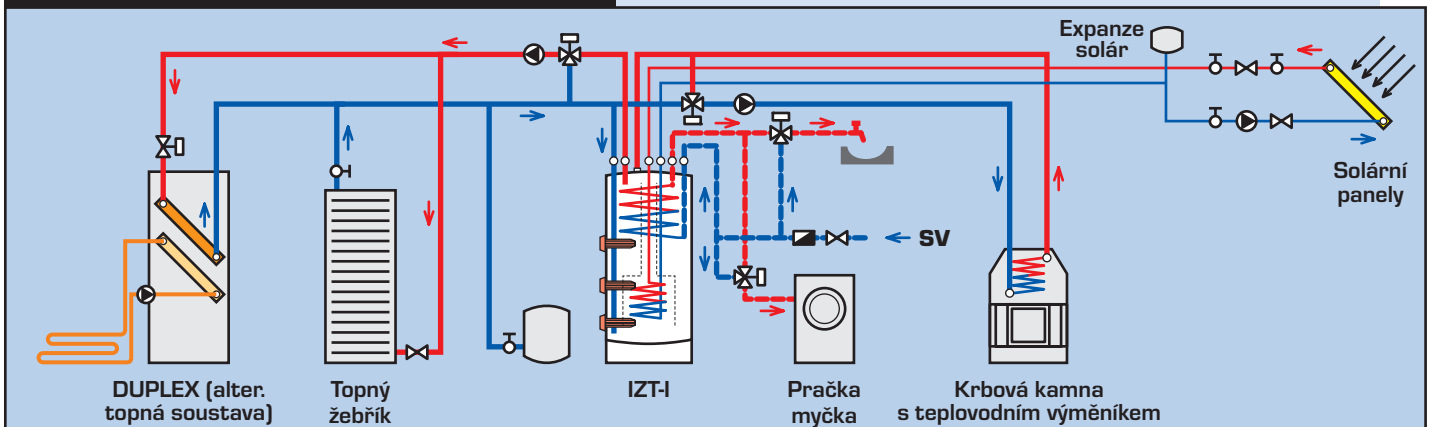 Expanze
solár
Solární
panely
SV
DUPLEX (alter.
topná soustava)
Topný
žebřík
IZT-I
Pračka
myčka
Krbová kamna
s teplovodním výměníkem